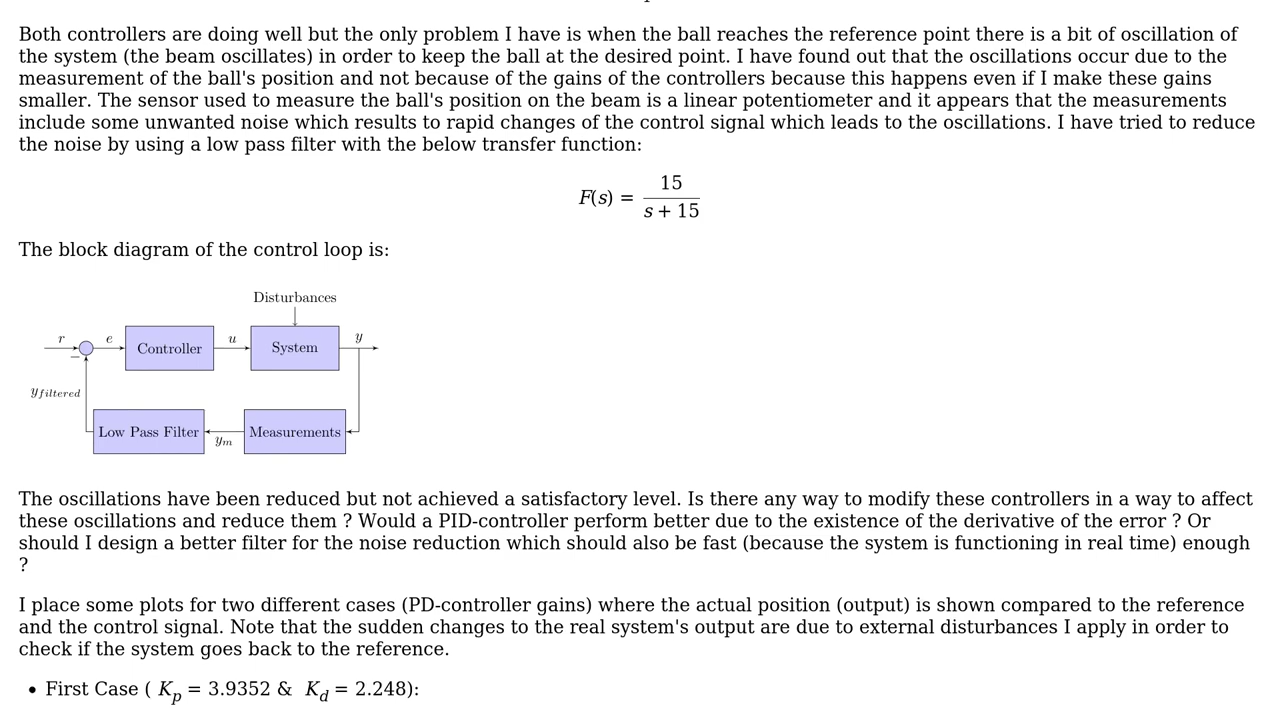 Both controllers are doing well but the only problem I have is when the ball reaches the reference point there is a bit of oscillation of
the system (the beam oscillates) in order to keep the ball at the desired point. I have found out that the oscillations occur due to the
measurement of the ball's position and not because of the gains of the controllers because this happens even if I make these gains
smaller. The sensor used to measure the ball's position on the beam is a linear potentiometer and it appears that the measurements
include some unwanted noise which results to rapid changes of the control signal which leads to the oscillations. I have tried to reduce
the noise by using a low pass filter with the below transfer function:
F(s) = 15 / (s + 15)
The block diagram of the control loop is:
Disturbances
r
e
Controller
u
System
y
−
y_filtered
Low Pass Filter
y_m
Measurements
The oscillations have been reduced but not achieved a satisfactory level. Is there any way to modify these controllers in a way to affect
these oscillations and reduce them ? Would a PID-controller perform better due to the existence of the derivative of the error ? Or
should I design a better filter for the noise reduction which should also be fast (because the system is functioning in real time) enough
?
I place some plots for two different cases (PD-controller gains) where the actual position (output) is shown compared to the reference
and the control signal. Note that the sudden changes to the real system's output are due to external disturbances I apply in order to
check if the system goes back to the reference.
• First Case ( K_p = 3.9352 & K_d = 2.248):